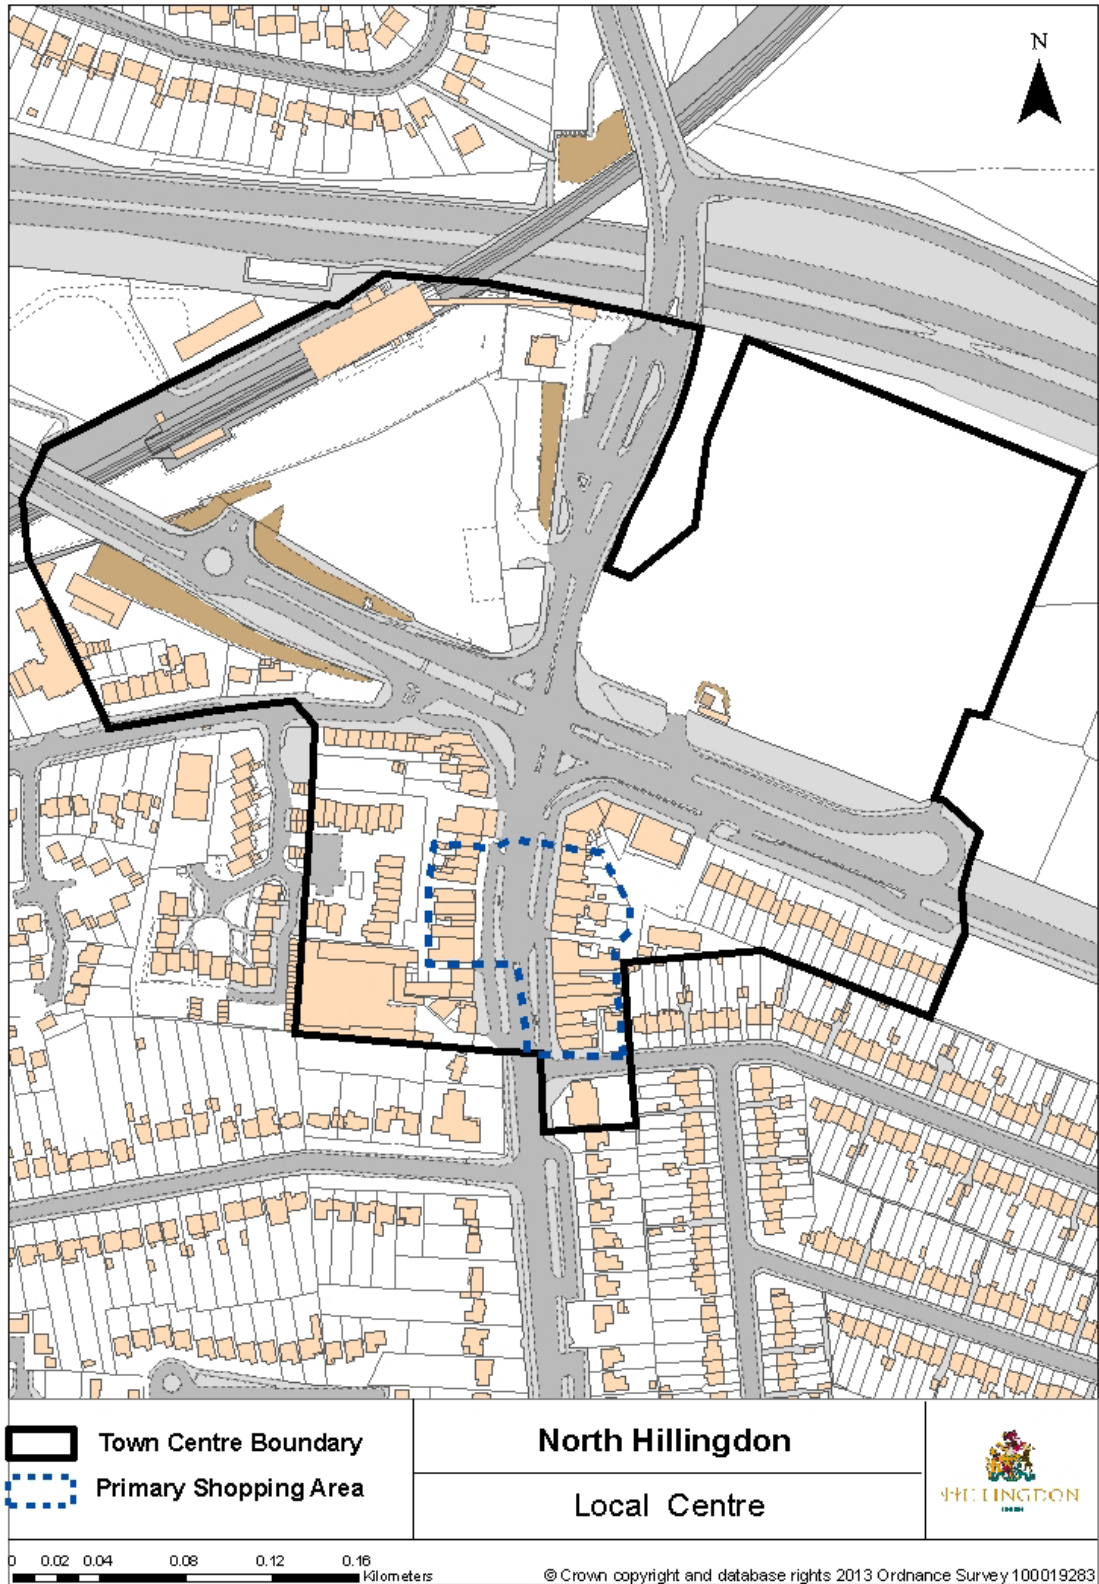 N
Town Centre Boundary
Primary Shopping Area
North Hillingdon
Local Centre
HILLINGDON
0 0.02 0.04 0.08 0.12 0.16
Kilometers
© Crown copyright and database rights 2013 Ordnance Survey 100019283